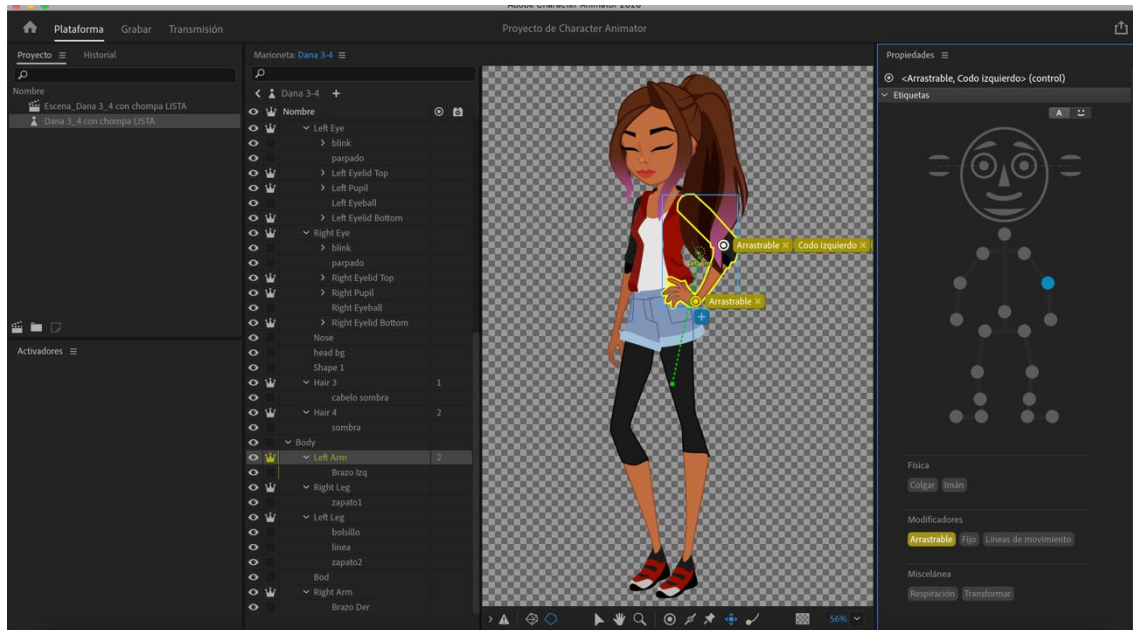 Adobe Character Animator 2020
Plataforma Grabar Transmisión
Proyecto de Character Animator
Proyecto Historial
Nombre
Escena_Dana 3_4 con chompa LISTA
Dana 3_4 con chompa LISTA
Activadores
Marioneta: Dana 3-4
Dana 3-4
Nombre
Left Eye
blink
parpado
Left Eyelid Top
Left Pupil
Left Eyeball
Left Eyelid Bottom
Right Eye
blink
parpado
Right Eyelid Top
Right Pupil
Right Eyeball
Right Eyelid Bottom
Nose
head bg
Shape 1
Hair 3 1
cabelo sombra
Hair 4 2
sombra
Body
Left Arm 2
Brazo Izq
Right Leg
zapato1
Left Leg
bolsillo
linea
zapato2
Bod
Right Arm
Brazo Der
Arrastrable × Codo izquierdo ×
Arrastrable ×
56%
Propiedades
<Arrastrable, Codo izquierdo> (control)
Etiquetas
A
Física
Colgar Imán
Modificadores
Arrastrable Fijo Líneas de movimiento
Miscelánea
Respiración Transformar